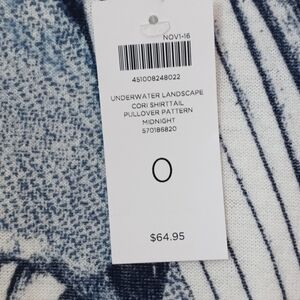 NOV1-16
451008248022
UNDERWATER LANDSCAPE
CORI SHIRTTAIL
PULLOVER PATTERN
MIDNIGHT
570186820
0
$64.95